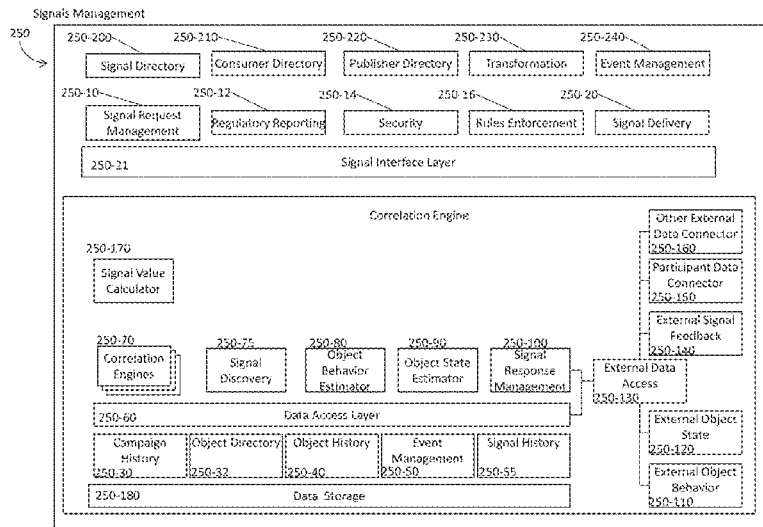 Signals Management
250
250-200
250-210
250-220
250-230
250-240
Signal Directory
Consumer Directory
Publisher Directory
Transformation
Event Management
250-10
250-12
250-14
250-16
250-20
Signal Request
Management
Regulatory Reporting
Security
Rules Enforcement
Signal Delivery
250-21
Signal Interface Layer
Correlation Engine
Other External
Data Connector
250-160
250-170
Signal Value
Calculator
Participant Data
Connector
250-150
External Signal
Feedback
250-140
250-70
250-75
250-80
250-90
250-100
Correlation
Engines
Signal
Discovery
Object
Behavior
Estimator
Object State
Estimator
Signal
Response
Management
External Data
Access
250-130
250-60
Data Access Layer
External Object
State
250-120
Campaign
History
250-30
Object Directory
250-32
Object History
250-40
Event
Management
250-50
Signal History
250-55
External Object
Behavior
250-110
250-180
Data Storage